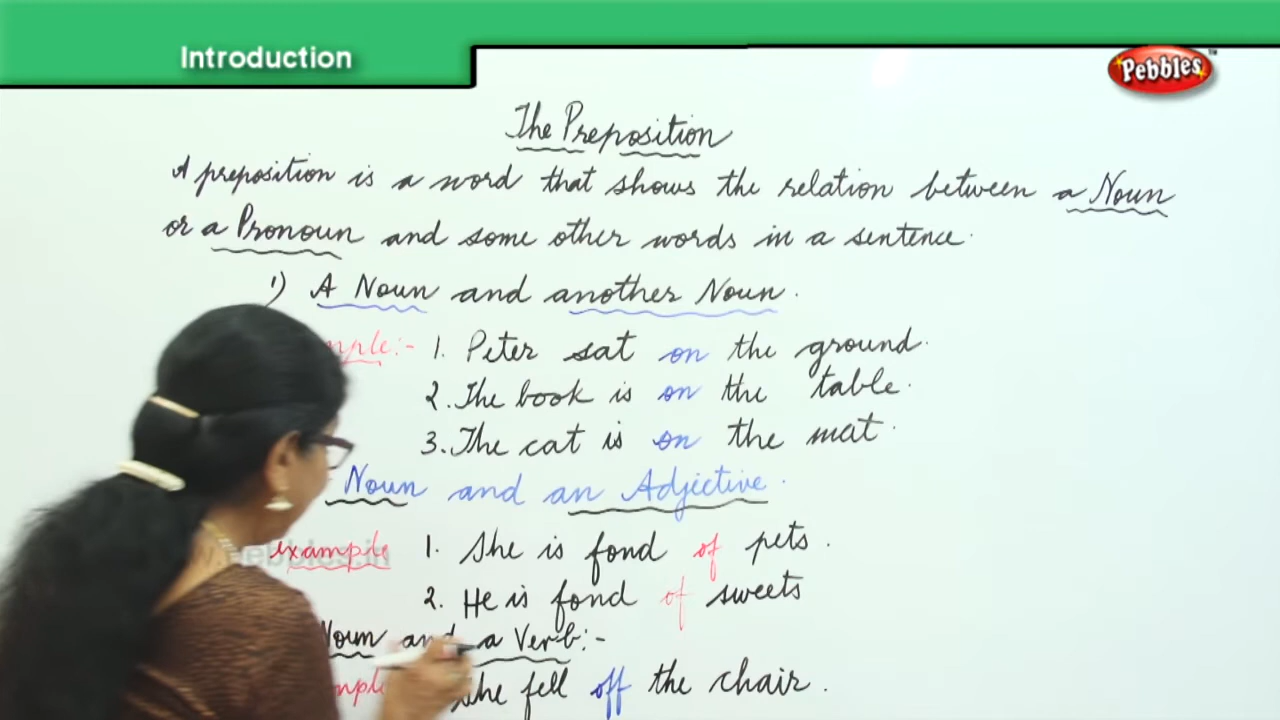 Introduction
Pebbles™
The Preposition
A preposition is a word that shows the relation between a Noun
or a Pronoun and some other words in a sentence.
1) A Noun and another Noun.
1. Peter sat on the ground.
2. The book is on the table.
3. The cat is on the mat.
Noun and an Adjective.
example 1. She is fond of pets.
2. He is fond of sweets
Noun and a Verb:-
She fell off the chair.